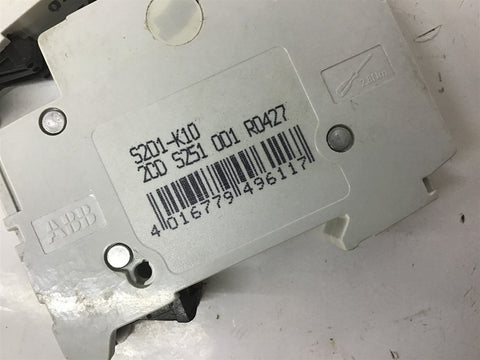 S201-K10
2CD S251 001 R0427
4 016779 496117
ABB